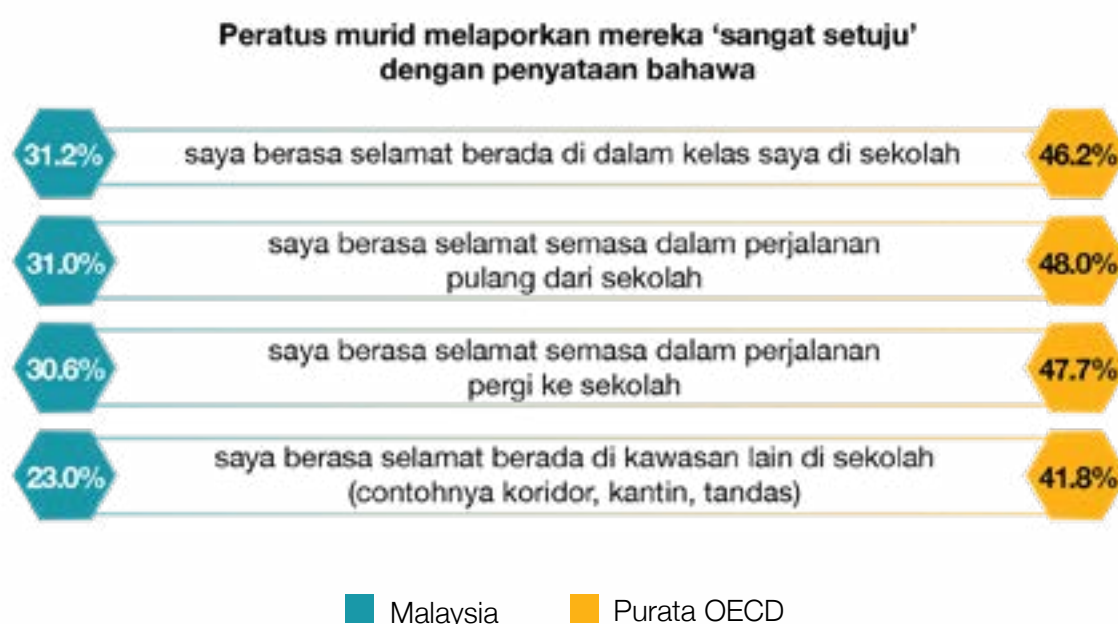 Peratus murid melaporkan mereka ‘sangat setuju’
dengan penyataan bahawa
31.2%
saya berasa selamat berada di dalam kelas saya di sekolah
46.2%
31.0%
saya berasa selamat semasa dalam perjalanan
pulang dari sekolah
48.0%
30.6%
saya berasa selamat semasa dalam perjalanan
pergi ke sekolah
47.7%
23.0%
saya berasa selamat berada di kawasan lain di sekolah
(contohnya koridor, kantin, tandas)
41.8%
Malaysia
Purata OECD